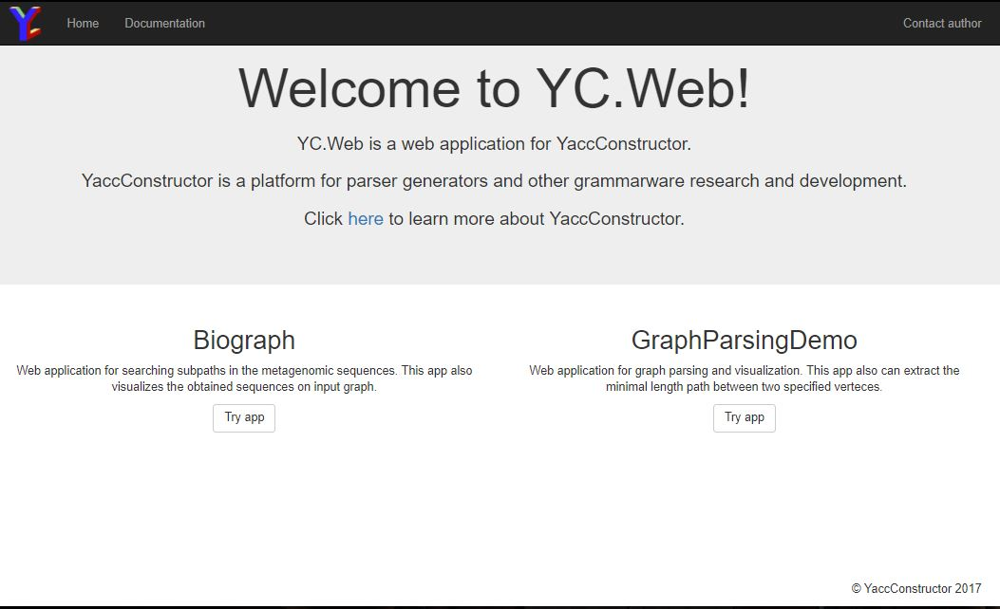 YC
Home
Documentation
Contact author
Welcome to YC.Web!
YC.Web is a web application for YaccConstructor.
YaccConstructor is a platform for parser generators and other grammarware research and development.
Click here to learn more about YaccConstructor.
Biograph
Web application for searching subpaths in the metagenomic sequences. This app also
visualizes the obtained sequences on input graph.
Try app
GraphParsingDemo
Web application for graph parsing and visualization. This app also can extract the
minimal length path between two specified verteces.
Try app
© YaccConstructor 2017